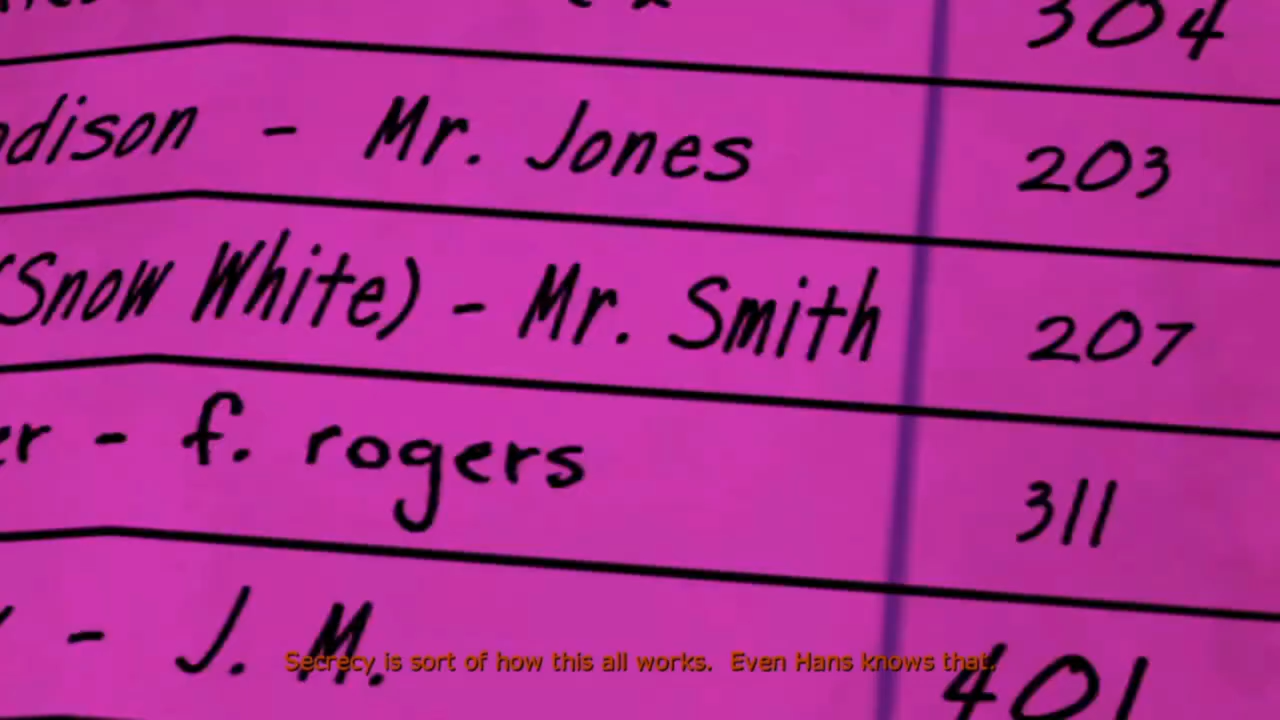 304
adison - Mr. Jones 203
(Snow White) - Mr. Smith 207
er - f. rogers 311
- J. M. 401
Secrecy is sort of how this all works. Even Hans knows that.